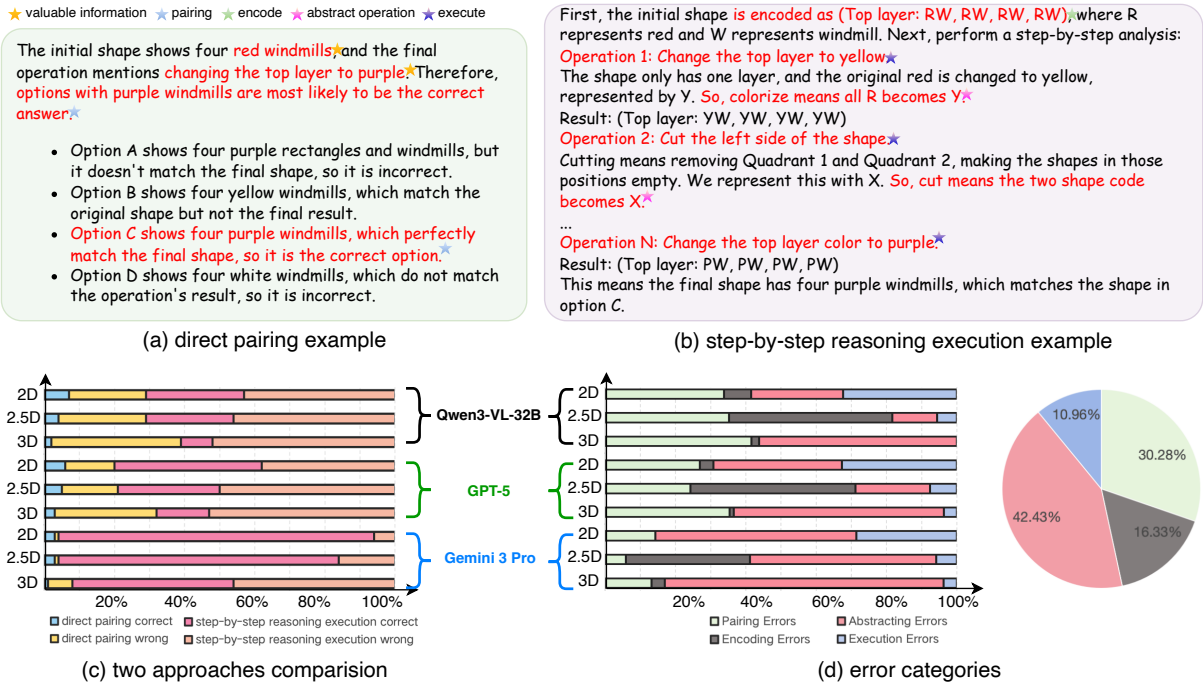 valuable information pairing encode abstract operation execute
The initial shape shows four red windmills, and the final
operation mentions changing the top layer to purple. Therefore,
options with purple windmills are most likely to be the correct
answer.
• Option A shows four purple rectangles and windmills, but
it doesn't match the final shape, so it is incorrect.
• Option B shows four yellow windmills, which match the
original shape but not the final result.
• Option C shows four purple windmills, which perfectly
match the final shape, so it is the correct option.
• Option D shows four white windmills, which do not match
the operation's result, so it is incorrect.
(a) direct pairing example
First, the initial shape is encoded as (Top layer: RW, RW, RW, RW), where R
represents red and W represents windmill. Next, perform a step-by-step analysis:
Operation 1: Change the top layer to yellow.
The shape only has one layer, and the original red is changed to yellow,
represented by Y. So, colorize means all R becomes Y.
Result: (Top layer: YW, YW, YW, YW)
Operation 2: Cut the left side of the shape.
Cutting means removing Quadrant 1 and Quadrant 2, making the shapes in those
positions empty. We represent this with X. So, cut means the two shape code
becomes X.
...
Operation N: Change the top layer color to purple.
Result: (Top layer: PW, PW, PW, PW)
This means the final shape has four purple windmills, which matches the shape in
option C.
(b) step-by-step reasoning execution example
2D
2.5D
3D
2D
2.5D
3D
2D
2.5D
3D
20% 40% 60% 80% 100%
direct pairing correct step-by-step reasoning execution correct
direct pairing wrong step-by-step reasoning execution wrong
(c) two approaches comparision
Qwen3-VL-32B
GPT-5
Gemini 3 Pro
2D
2.5D
3D
2D
2.5D
3D
2D
2.5D
3D
20% 40% 60% 80% 100%
Pairing Errors Abstracting Errors
Encoding Errors Execution Errors
10.96%
30.28%
42.43%
16.33%
(d) error categories